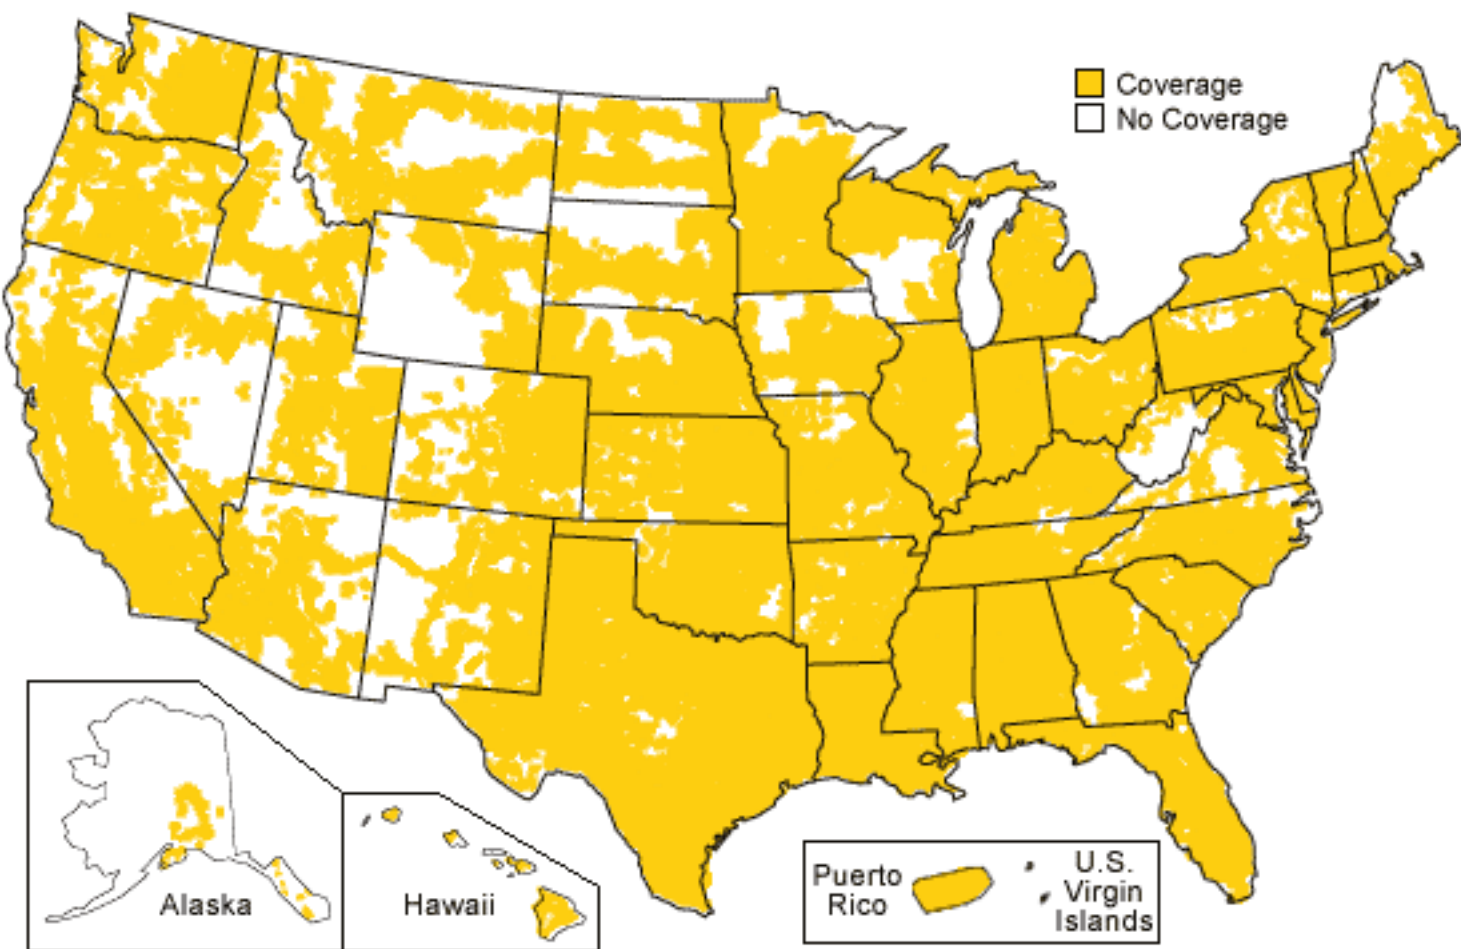 Coverage
No Coverage
Alaska
Hawaii
Puerto
Rico
U.S.
Virgin
Islands